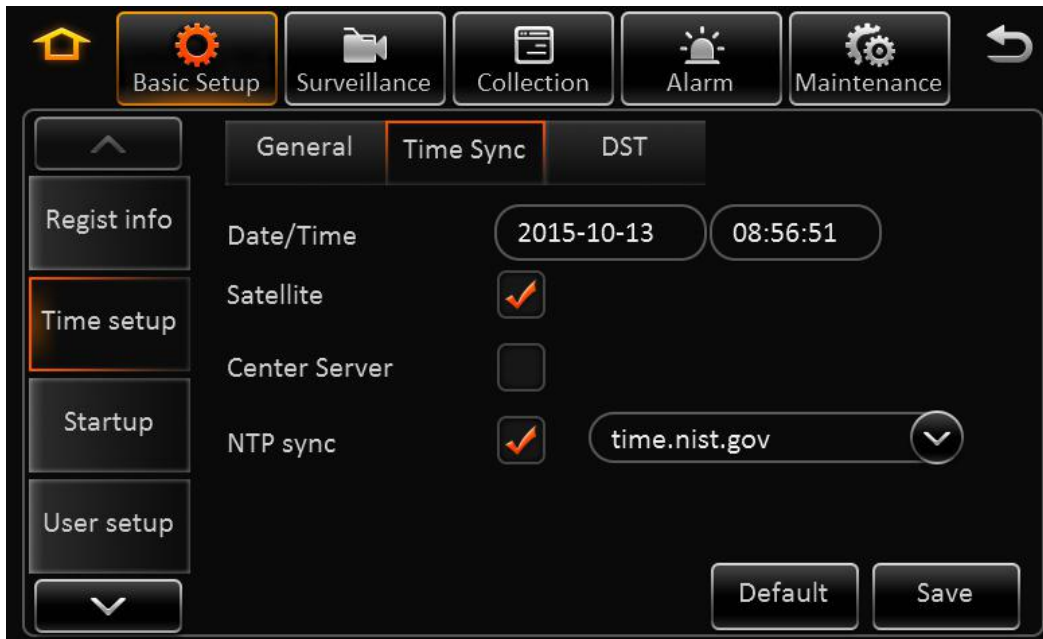 Basic Setup
Surveillance
Collection
Alarm
Maintenance
General
Time Sync
DST
Regist info
Time setup
Startup
User setup
Date/Time
2015-10-13
08:56:51
Satellite
Center Server
NTP sync
time.nist.gov
Default
Save